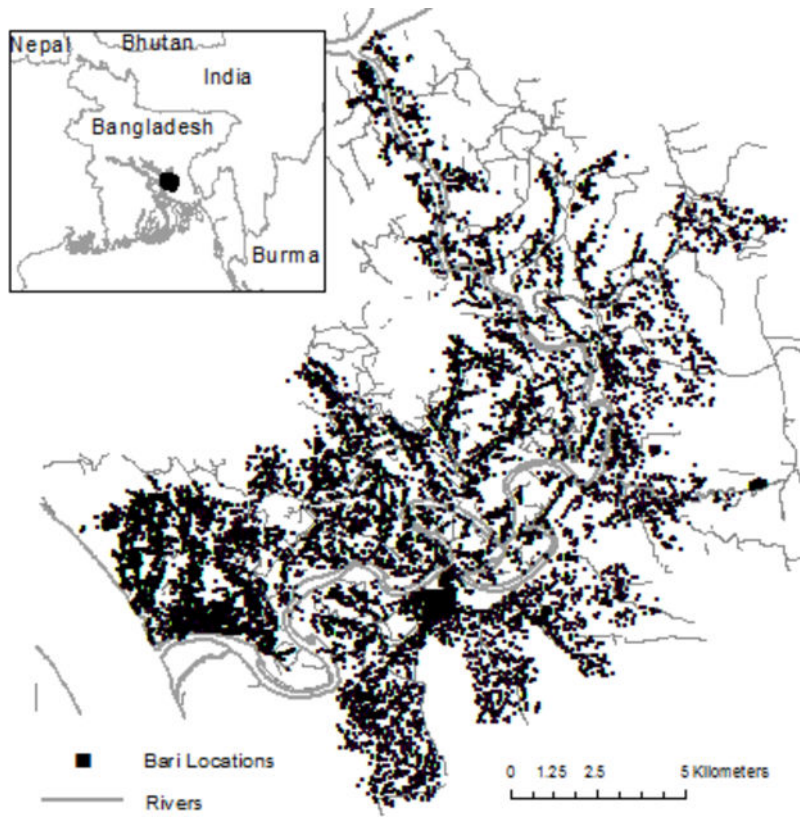 Nepal Bhutan
India
Bangladesh
Burma
Bari Locations
Rivers
0 1.25 2.5 5 Kilometers